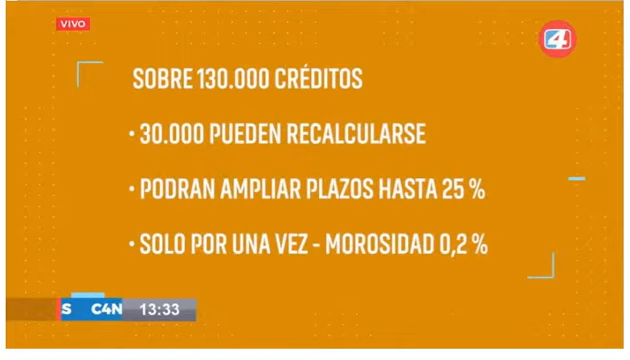 VIVO
4
SOBRE 130.000 CRÉDITOS
• 30.000 PUEDEN RECALCULARSE
• PODRAN AMPLIAR PLAZOS HASTA 25 %
• SOLO POR UNA VEZ - MOROSIDAD 0,2 %
S C4N 13:33